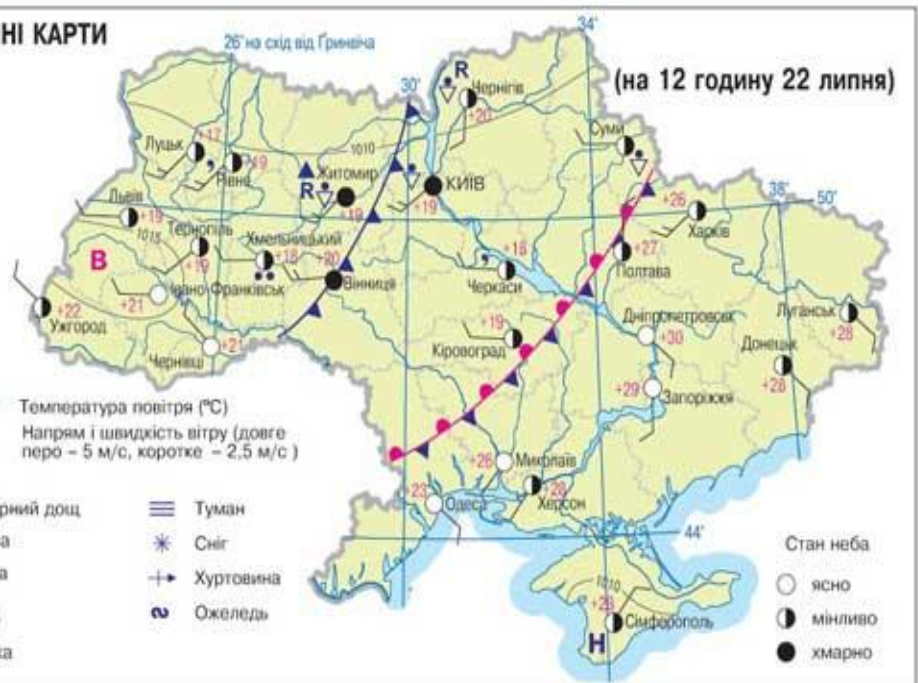 НІ КАРТИ
26° на схід від Ґринвіча
30°
34°
(на 12 годину 22 липня)
38°
50°
R
Чернігів
+20
1010
Суми
Луцьк
+17
Рівне
+19
Житомир
R
+19
КИЇВ
+19
+26
Харків
Львів
+19
1015
Тернопіль
+19
Хмельницький
+18
+20
Вінниця
+18
Черкаси
+27
Полтава
В
Івано-Франківськ
+21
+22
Ужгород
Чернівці
+21
+19
Кіровоград
Дніпропетровськ
+30
Луганськ
+28
Донецьк
+28
+29
Запоріжжя
Температура повітря (°C)
Напрям і швидкість вітру (довге
перо – 5 м/с, коротке – 2,5 м/с )
+26
Миколаїв
+23
Одеса
+28
Херсон
44°
рний дощ
Туман
Сніг
Хуртовина
Ожеледь
1010
Сімферополь
Н
Стан неба
ясно
мінливо
хмарно